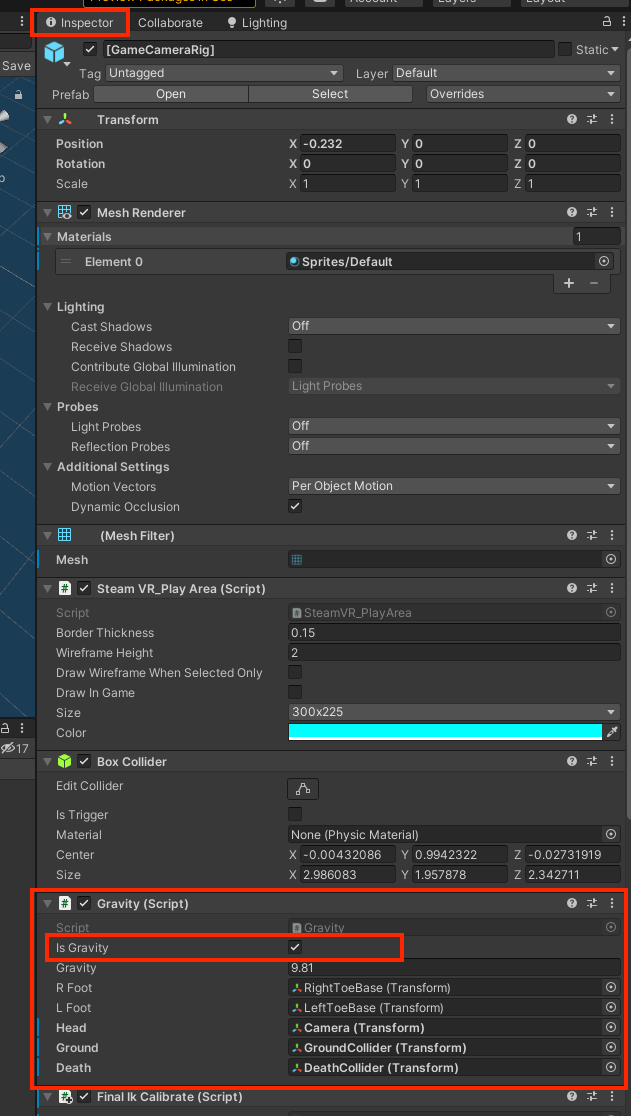 Account Layers Layout
Inspector Collaborate Lighting
[GameCameraRig] Static
Save
Tag Untagged Layer Default
Prefab Open Select Overrides
Transform
Position X -0.232 Y 0 Z 0
Rotation X 0 Y 0 Z 0
Scale X 1 Y 1 Z 1
Mesh Renderer
Materials 1
Element 0 Sprites/Default
+ −
Lighting
Cast Shadows Off
Receive Shadows
Contribute Global Illumination
Receive Global Illumination Light Probes
Probes
Light Probes Off
Reflection Probes Off
Additional Settings
Motion Vectors Per Object Motion
Dynamic Occlusion
(Mesh Filter)
Mesh
# Steam VR_Play Area (Script)
Script SteamVR_PlayArea
Border Thickness 0.15
Wireframe Height 2
Draw Wireframe When Selected Only
Draw In Game
Size 300x225
Color
17
Box Collider
Edit Collider
Is Trigger
Material None (Physic Material)
Center X -0.00432086 Y 0.9942322 Z -0.02731919
Size X 2.986083 Y 1.957878 Z 2.342711
# Gravity (Script)
Script Gravity
Is Gravity
Gravity 9.81
R Foot RightToeBase (Transform)
L Foot LeftToeBase (Transform)
Head Camera (Transform)
Ground GroundCollider (Transform)
Death DeathCollider (Transform)
# Final Ik Calibrate (Script)